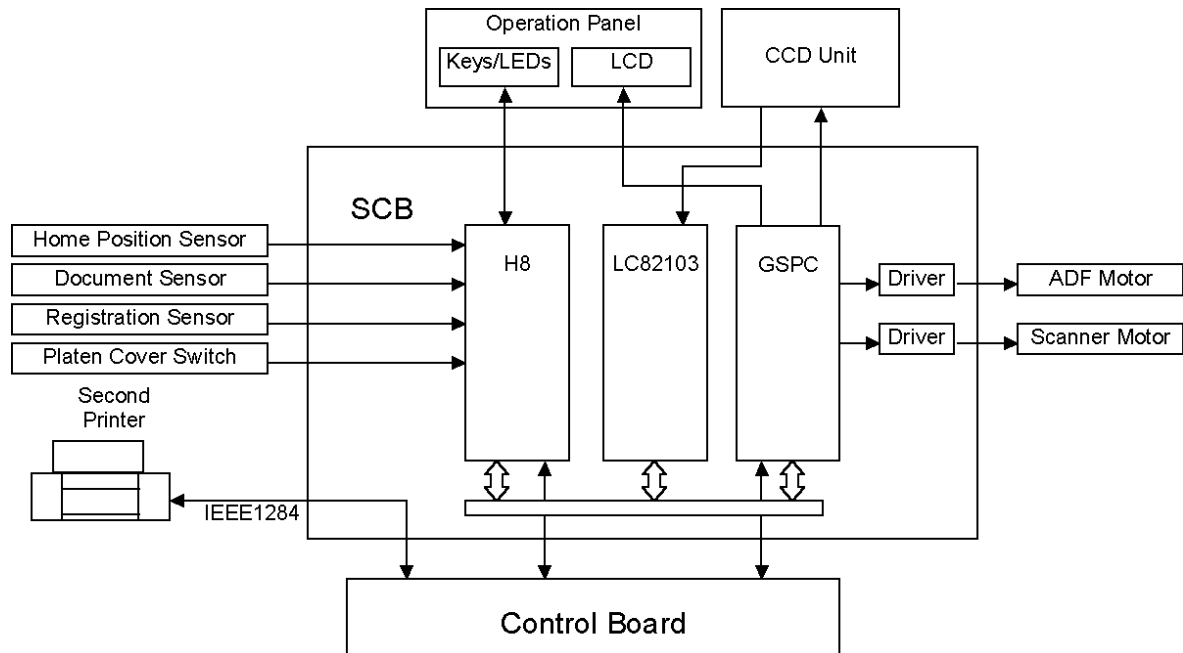 Operation Panel
Keys/LEDs
LCD
CCD Unit
SCB
Home Position Sensor
Document Sensor
Registration Sensor
Platen Cover Switch
H8
LC82103
GSPC
Driver
ADF Motor
Driver
Scanner Motor
Second
Printer
IEEE1284
Control Board